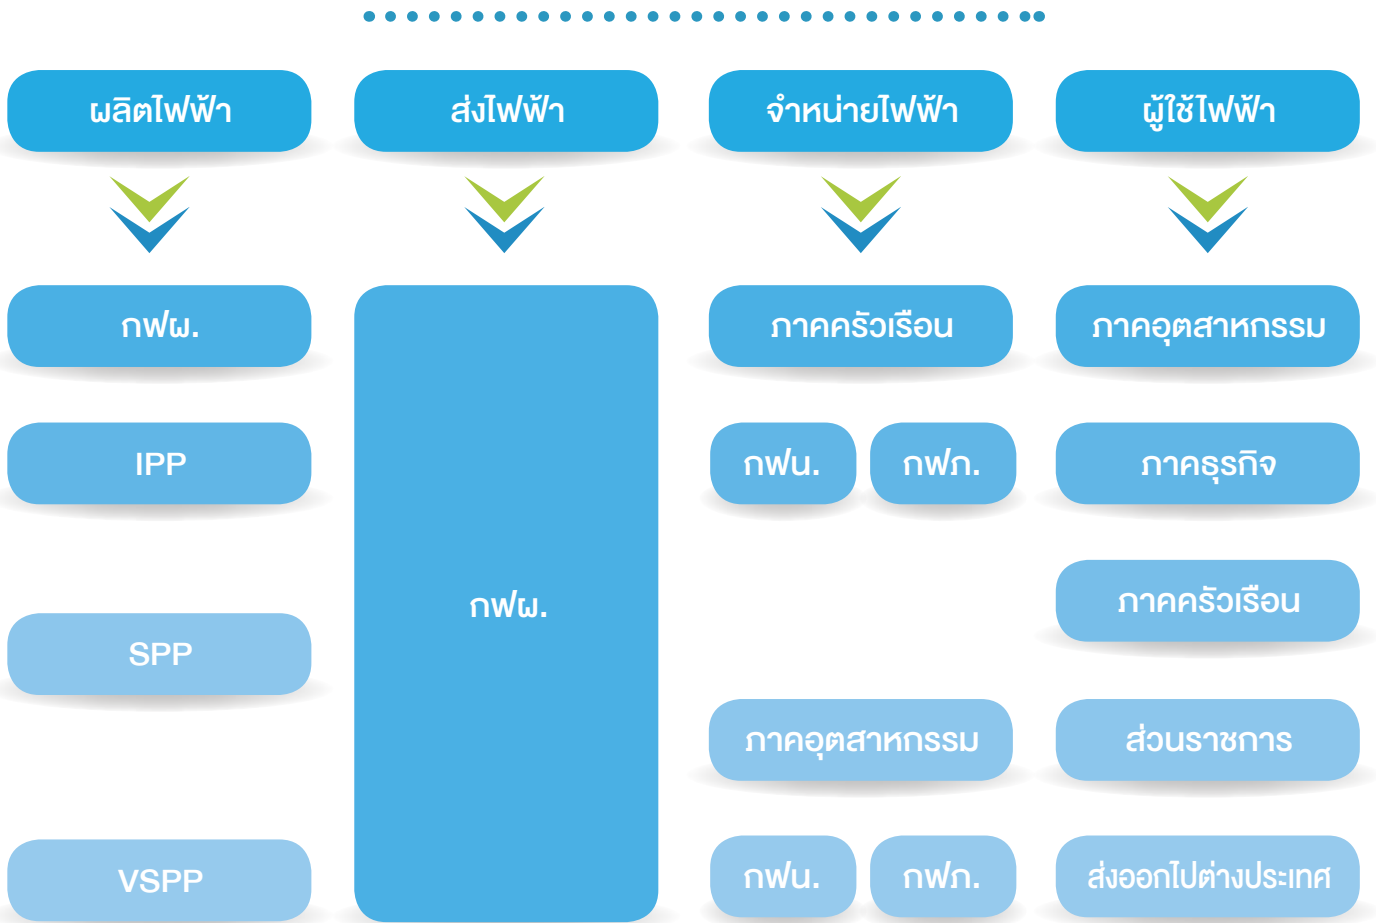 ผลิตไฟฟ้า
ส่งไฟฟ้า
จำหน่ายไฟฟ้า
ผู้ใช้ไฟฟ้า
กฟผ.
IPP
SPP
VSPP
กฟผ.
ภาคครัวเรือน
กฟน.
กฟภ.
ภาคอุตสาหกรรม
กฟน.
กฟภ.
ภาคอุตสาหกรรม
ภาคธุรกิจ
ภาคครัวเรือน
ส่วนราชการ
ส่งออกไปต่างประเทศ